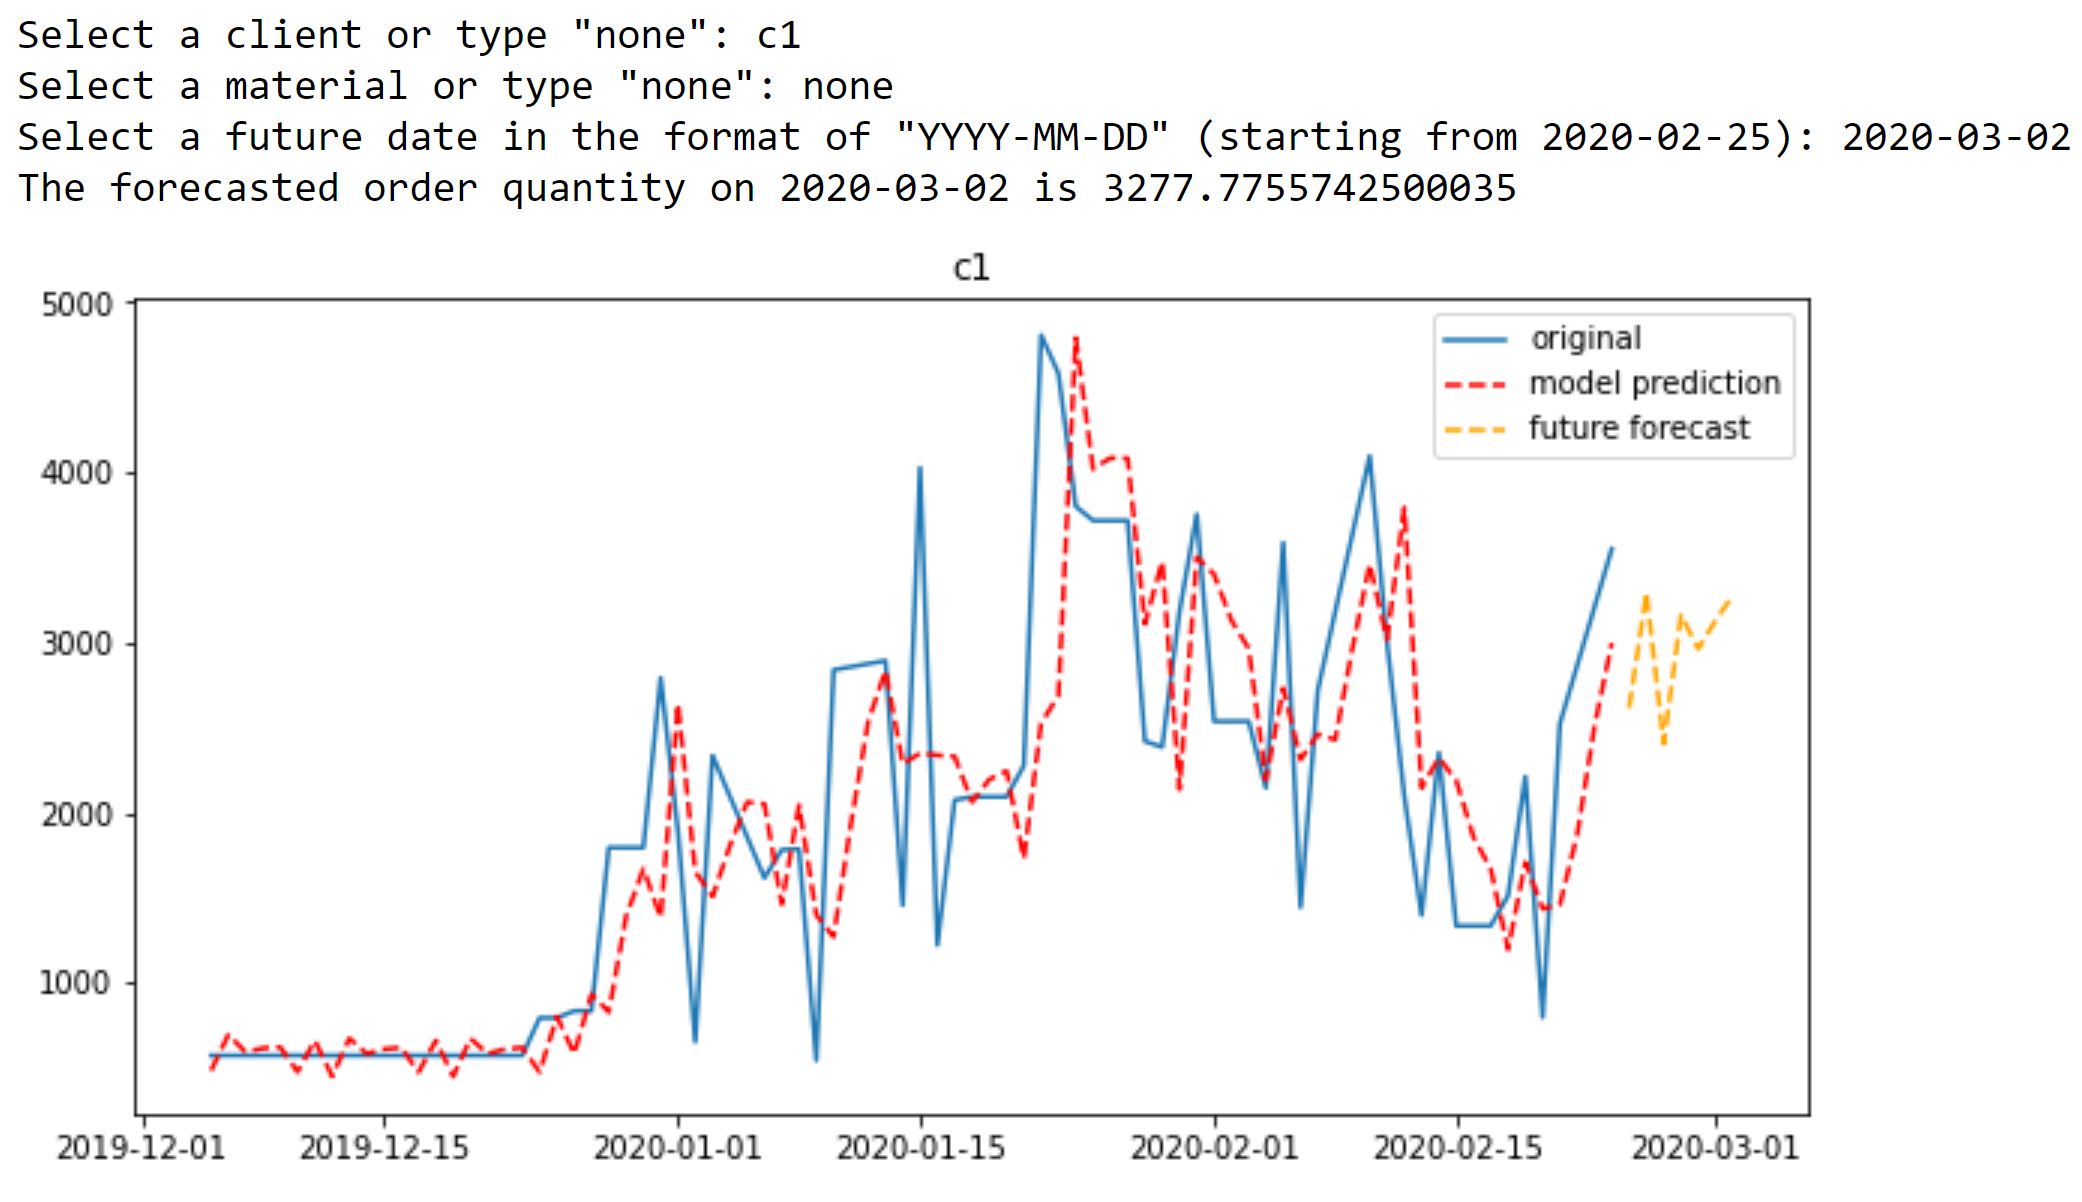 Select a client or type "none": c1
Select a material or type "none": none
Select a future date in the format of "YYYY-MM-DD" (starting from 2020-02-25): 2020-03-02
The forecasted order quantity on 2020-03-02 is 3277.7755742500035
c1
5000
4000
3000
2000
1000
original
model prediction
future forecast
2019-12-01 2019-12-15 2020-01-01 2020-01-15 2020-02-01 2020-02-15 2020-03-01